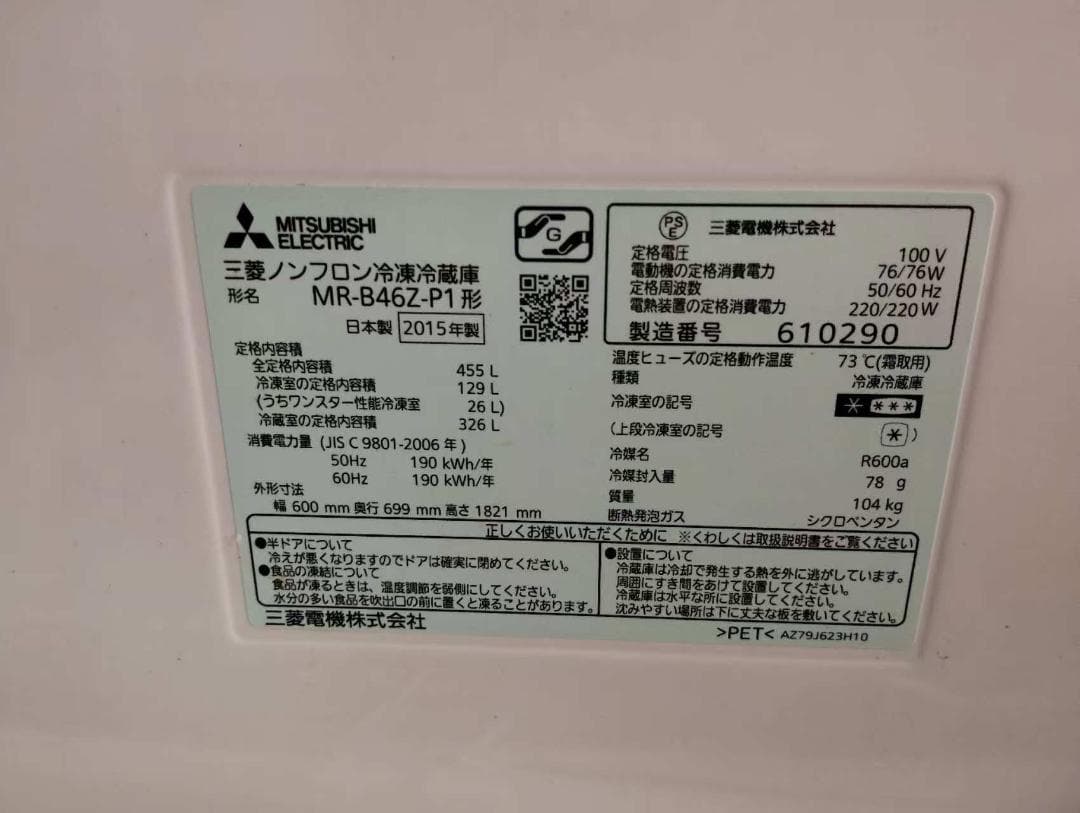 MITSUBISHI
ELECTRIC
G
三菱ノンフロン冷凍冷蔵庫
形名 MR-B46Z-P1形
日本製 2015年製
定格内容積
全定格内容積 455 L
冷凍室の定格内容積 129 L
(うちワンスター性能冷凍室 26 L)
冷蔵室の定格内容積 326 L
消費電力量 (JIS C 9801-2006 年)
50Hz 190 kWh/年
60Hz 190 kWh/年
外形寸法
幅 600 mm 奥行 699 mm 高さ 1821 mm
PS
E
三菱電機株式会社
定格電圧 100 V
電動機の定格消費電力 76/76W
定格周波数 50/60 Hz
電熱装置の定格消費電力 220/220W
製造番号 610290
温度ヒューズの定格動作温度 73 ℃(霜取用)
種類 冷凍冷蔵庫
冷凍室の記号 * ***
(上段冷凍室の記号 *)
冷媒名 R600a
冷媒封入量 78 g
質量 104 kg
断熱発泡ガス シクロペンタン
正しくお使いいただくために ※くわしくは取扱説明書をご覧ください
●半ドアについて
冷えが悪くなりますのでドアは確実に閉めてください。
●食品の凍結について
食品が凍るときは、温度調節を弱側にしてください。
水分の多い食品を吹出口の前に置くと凍ることがあります。
●設置について
冷蔵庫は冷却で発生する熱を外に逃がしています。
周囲にすき間をあけて設置してください。
冷蔵庫は水平な所に設置してください。
沈みやすい場所は下に丈夫な板を敷いてください。
三菱電機株式会社
>PET< AZ79J623H10